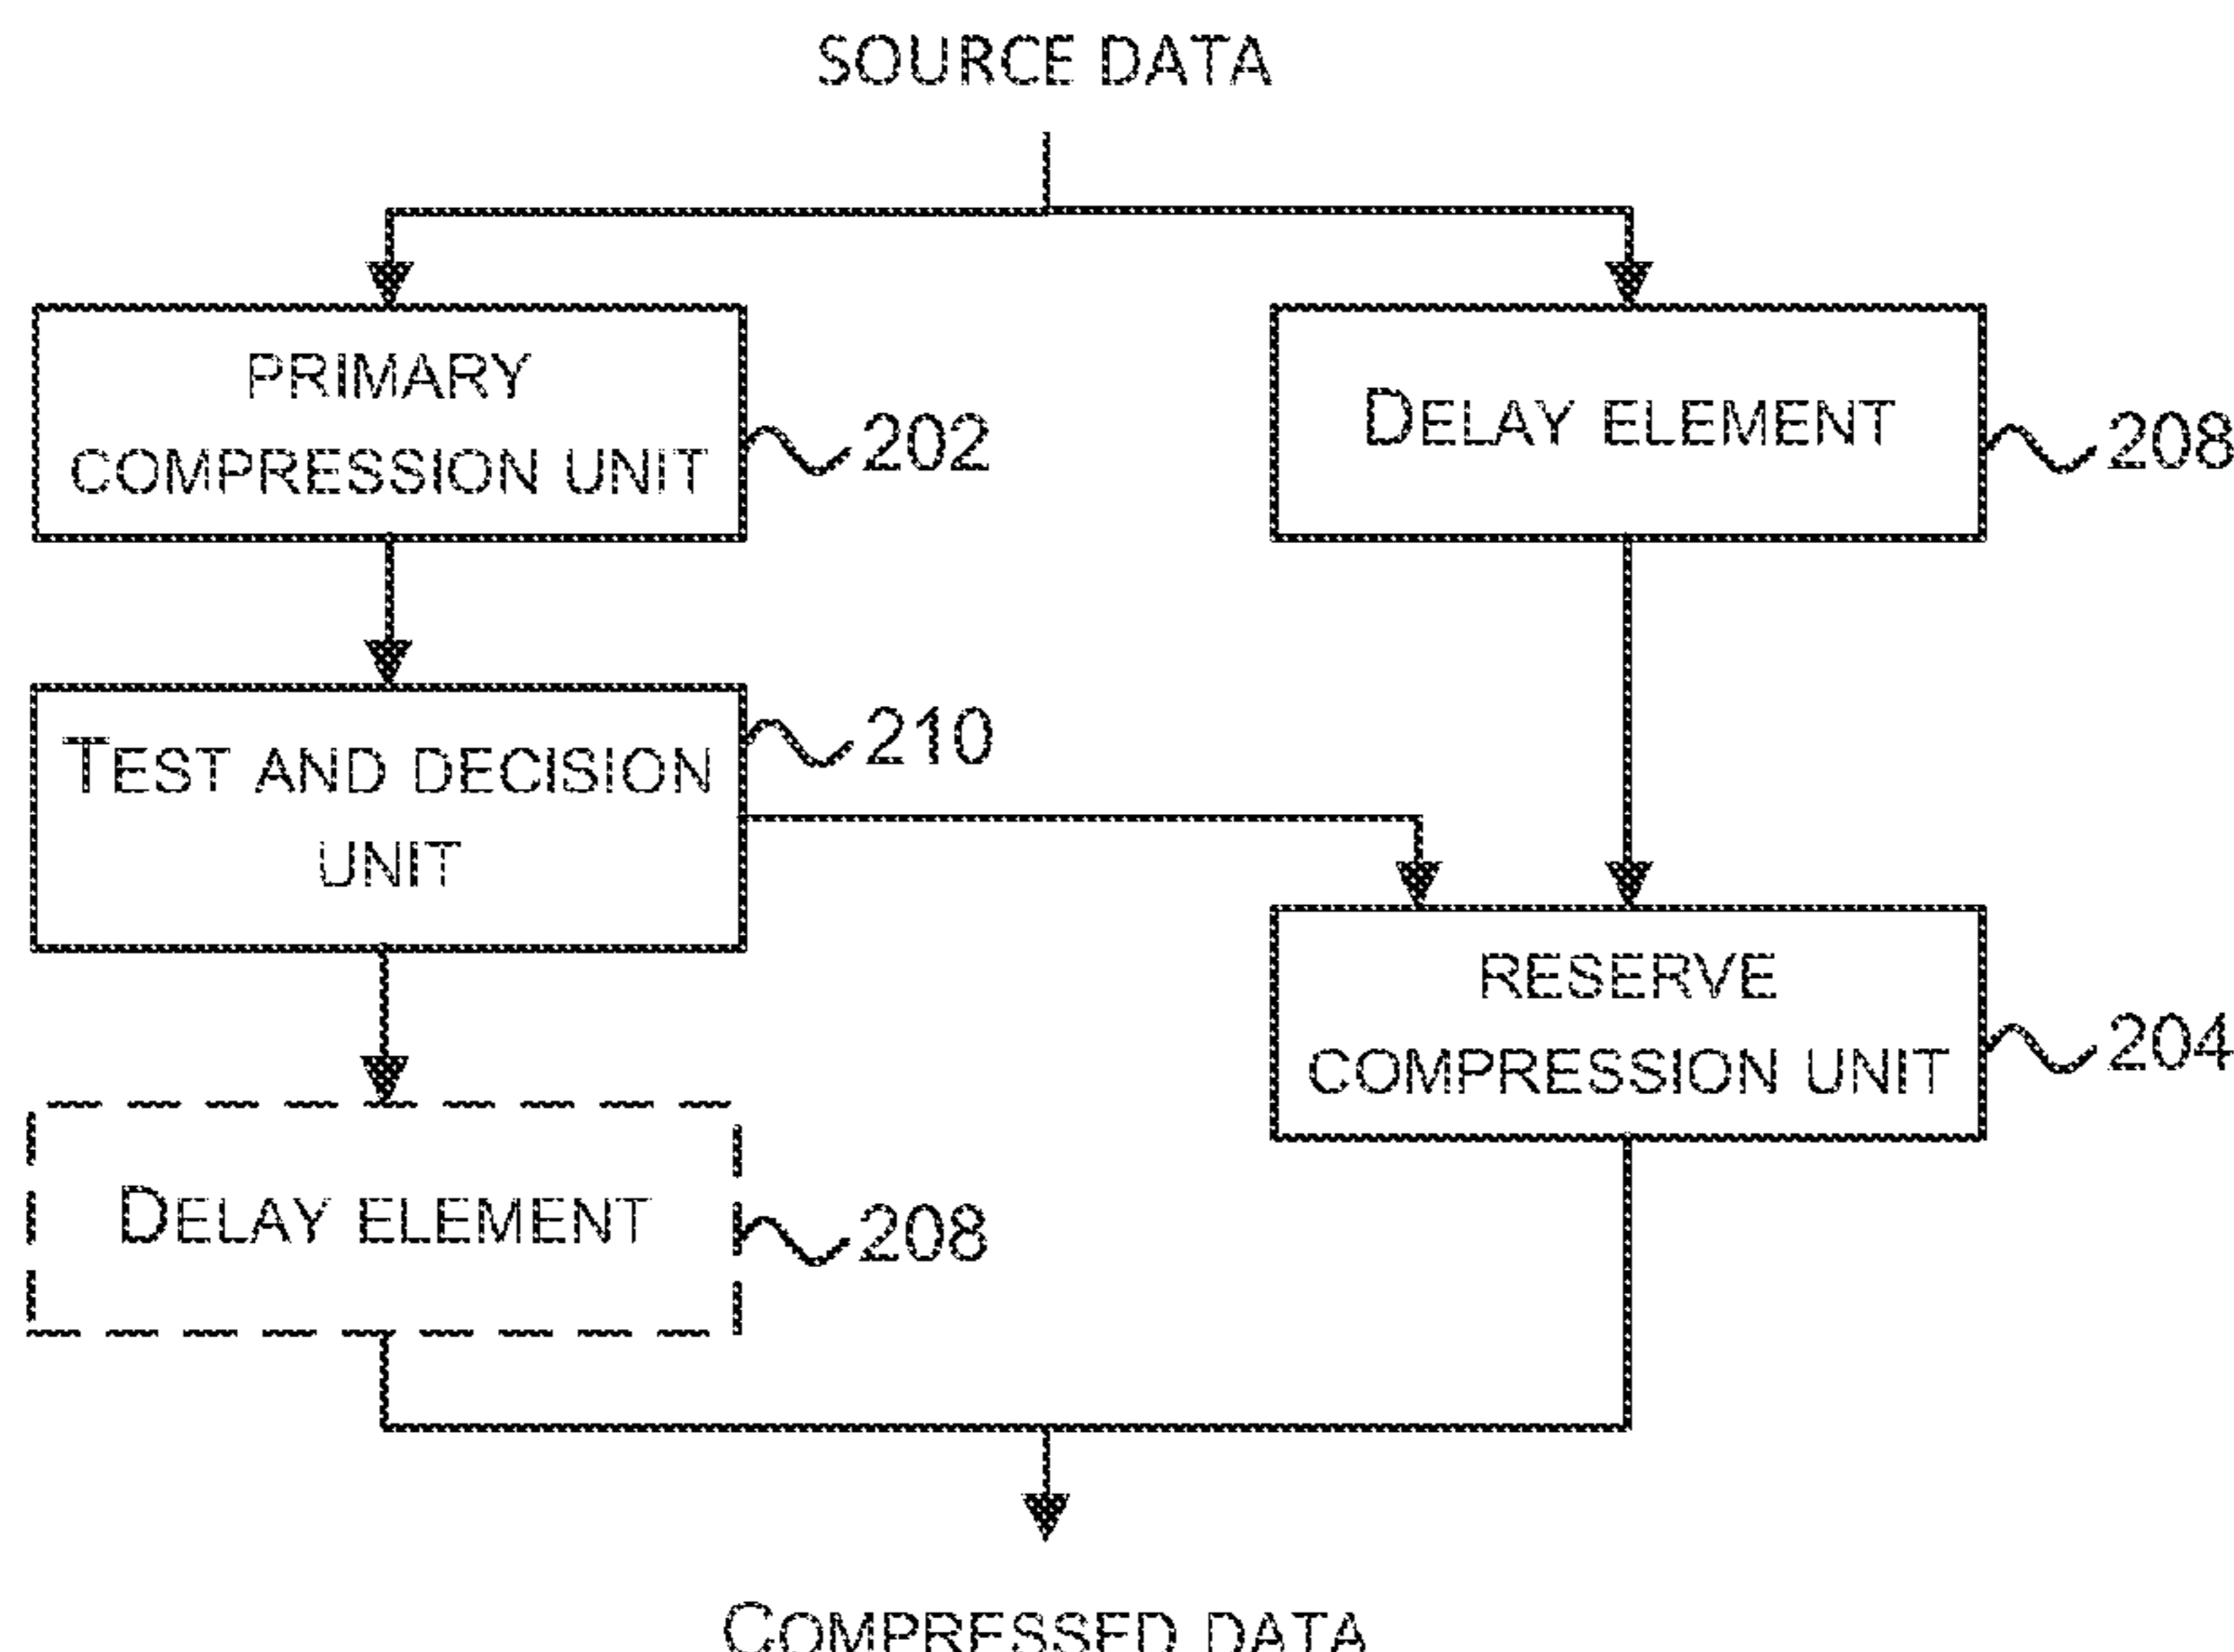 SOURCE DATA
PRIMARY
COMPRESSION UNIT
202
DELAY ELEMENT
208
TEST AND DECISION
UNIT
210
RESERVE
COMPRESSION UNIT
204
DELAY ELEMENT
208
COMPRESSED DATA